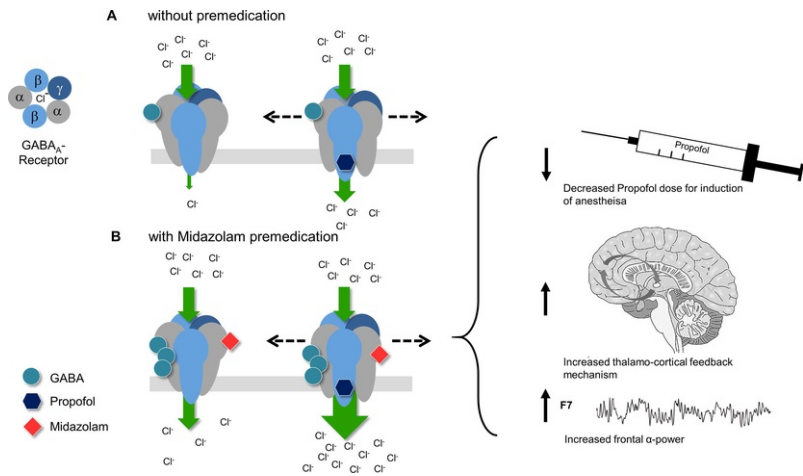 A without premedication
Cl⁻ Cl⁻ Cl⁻
Cl⁻ Cl⁻ Cl⁻
Cl⁻
Cl⁻ Cl⁻ Cl⁻
Cl⁻ Cl⁻ Cl⁻
Cl⁻
β
γ
α
Cl⁻
β
α
GABA_A-
Receptor
Cl⁻
Cl⁻ Cl⁻ Cl⁻
Cl⁻ Cl⁻
Propofol
Decreased Propofol dose for induction
of anestheisa
B with Midazolam premedication
Cl⁻ Cl⁻ Cl⁻
Cl⁻ Cl⁻ Cl⁻
Cl⁻ Cl⁻ Cl⁻
Cl⁻ Cl⁻ Cl⁻
GABA
Propofol
Midazolam
Cl⁻ Cl⁻
Cl⁻
Cl⁻
Cl⁻ Cl⁻ Cl⁻ Cl⁻
Cl⁻ Cl⁻ Cl⁻ Cl⁻
Increased thalamo-cortical feedback
mechanism
F7
Increased frontal α-power